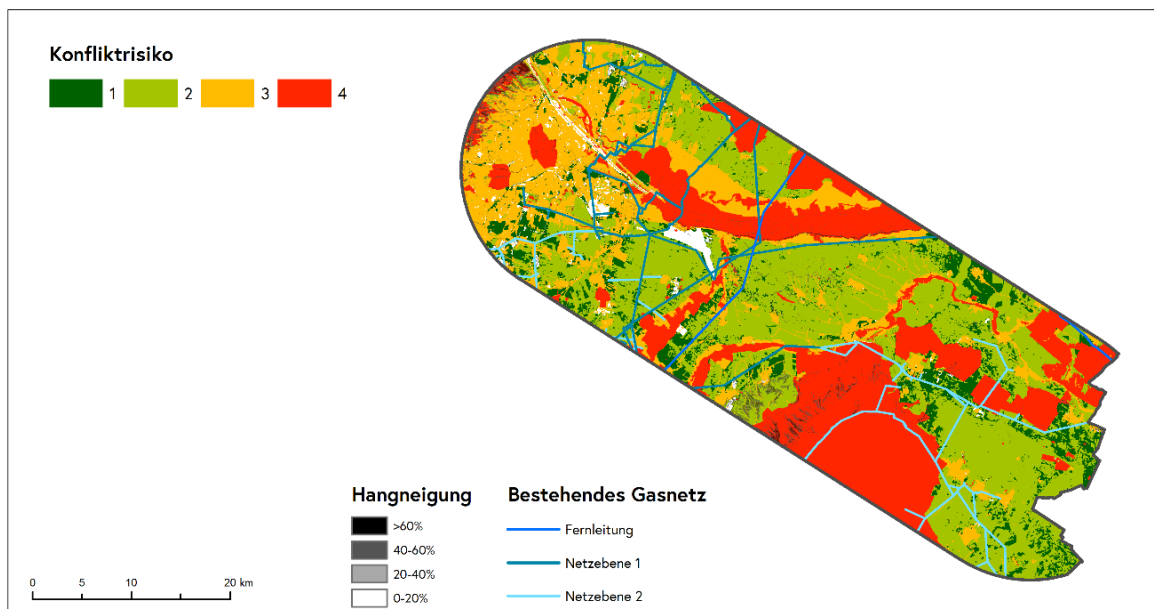 Konfliktrisiko
1 2 3 4
Hangneigung
>60%
40-60%
20-40%
0-20%
Bestehendes Gasnetz
Fernleitung
Netzebene 1
Netzebene 2
0 5 10 20 km